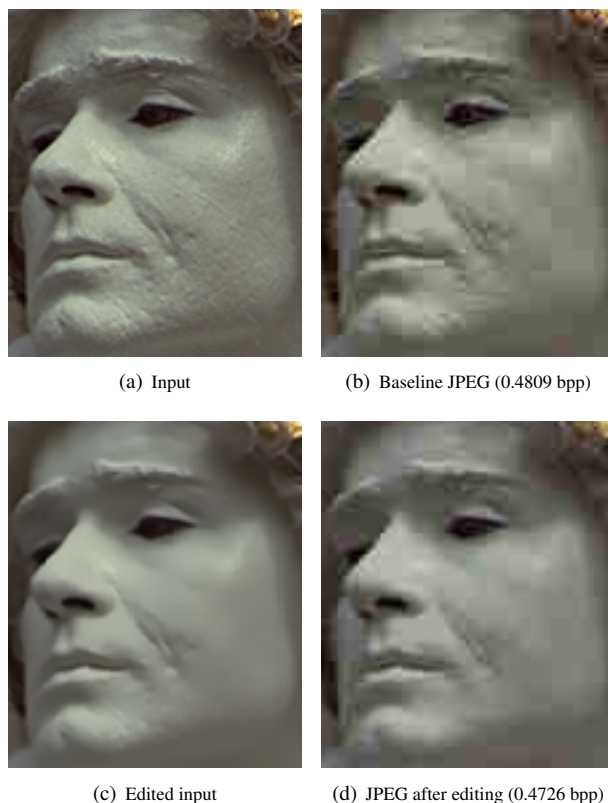 (a) Input
(b) Baseline JPEG (0.4809 bpp)
(c) Edited input
(d) JPEG after editing (0.4726 bpp)